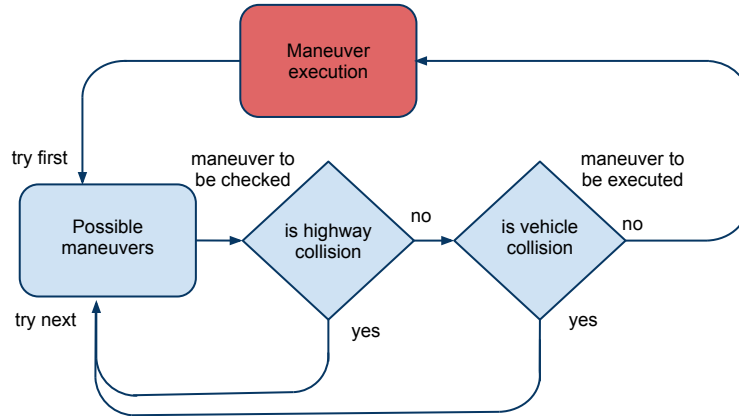 Maneuver
execution
try first
maneuver to
be checked
maneuver to
be executed
Possible
maneuvers
is highway
collision
no
is vehicle
collision
no
try next
yes
yes